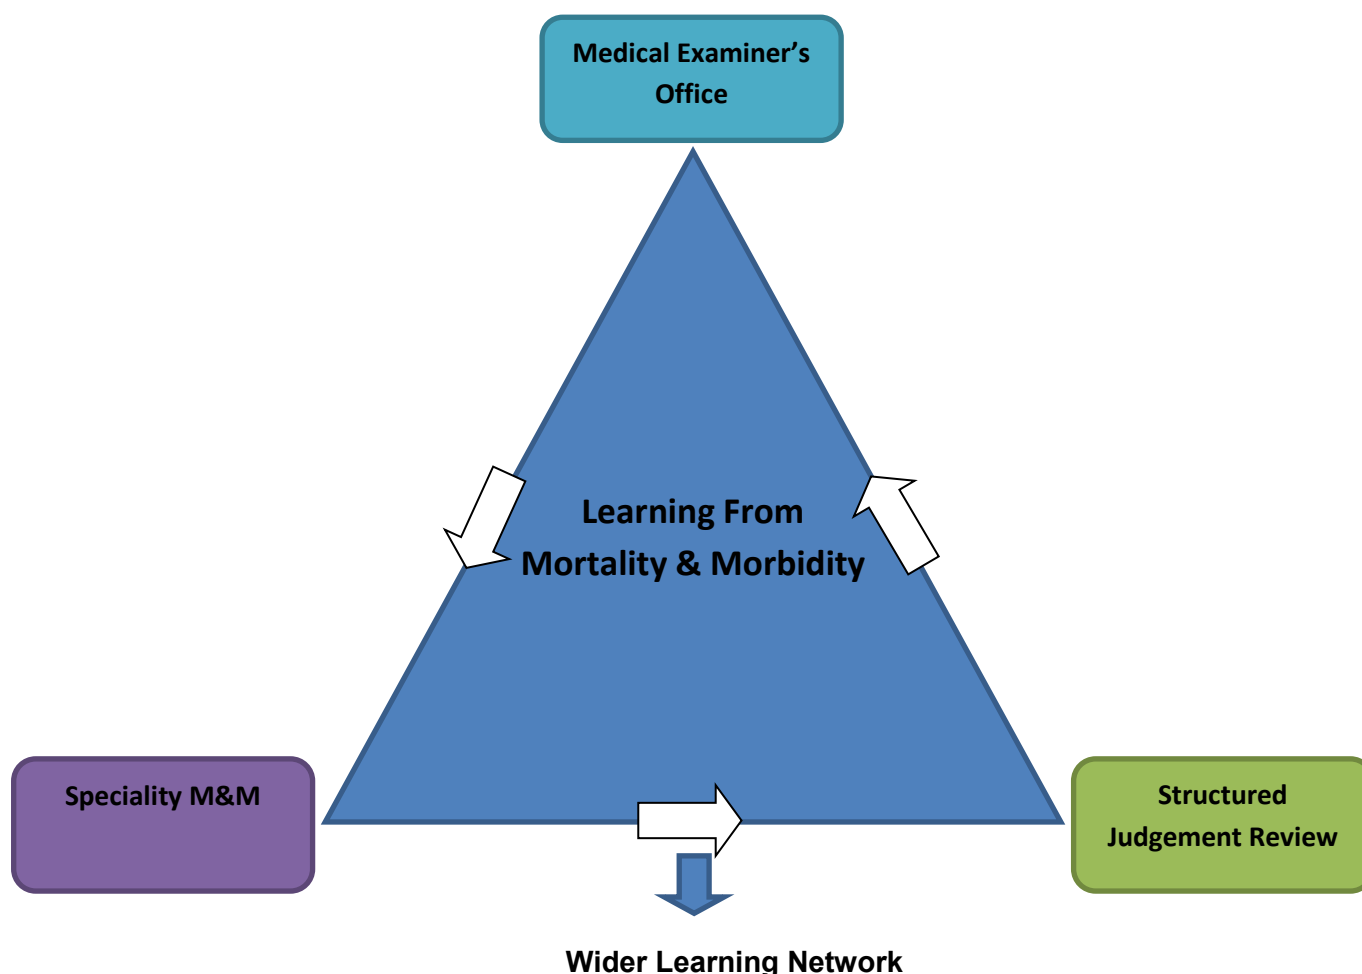 Medical Examiner’s
Office
Learning From
Mortality & Morbidity
Speciality M&M
Structured
Judgement Review
Wider Learning Network